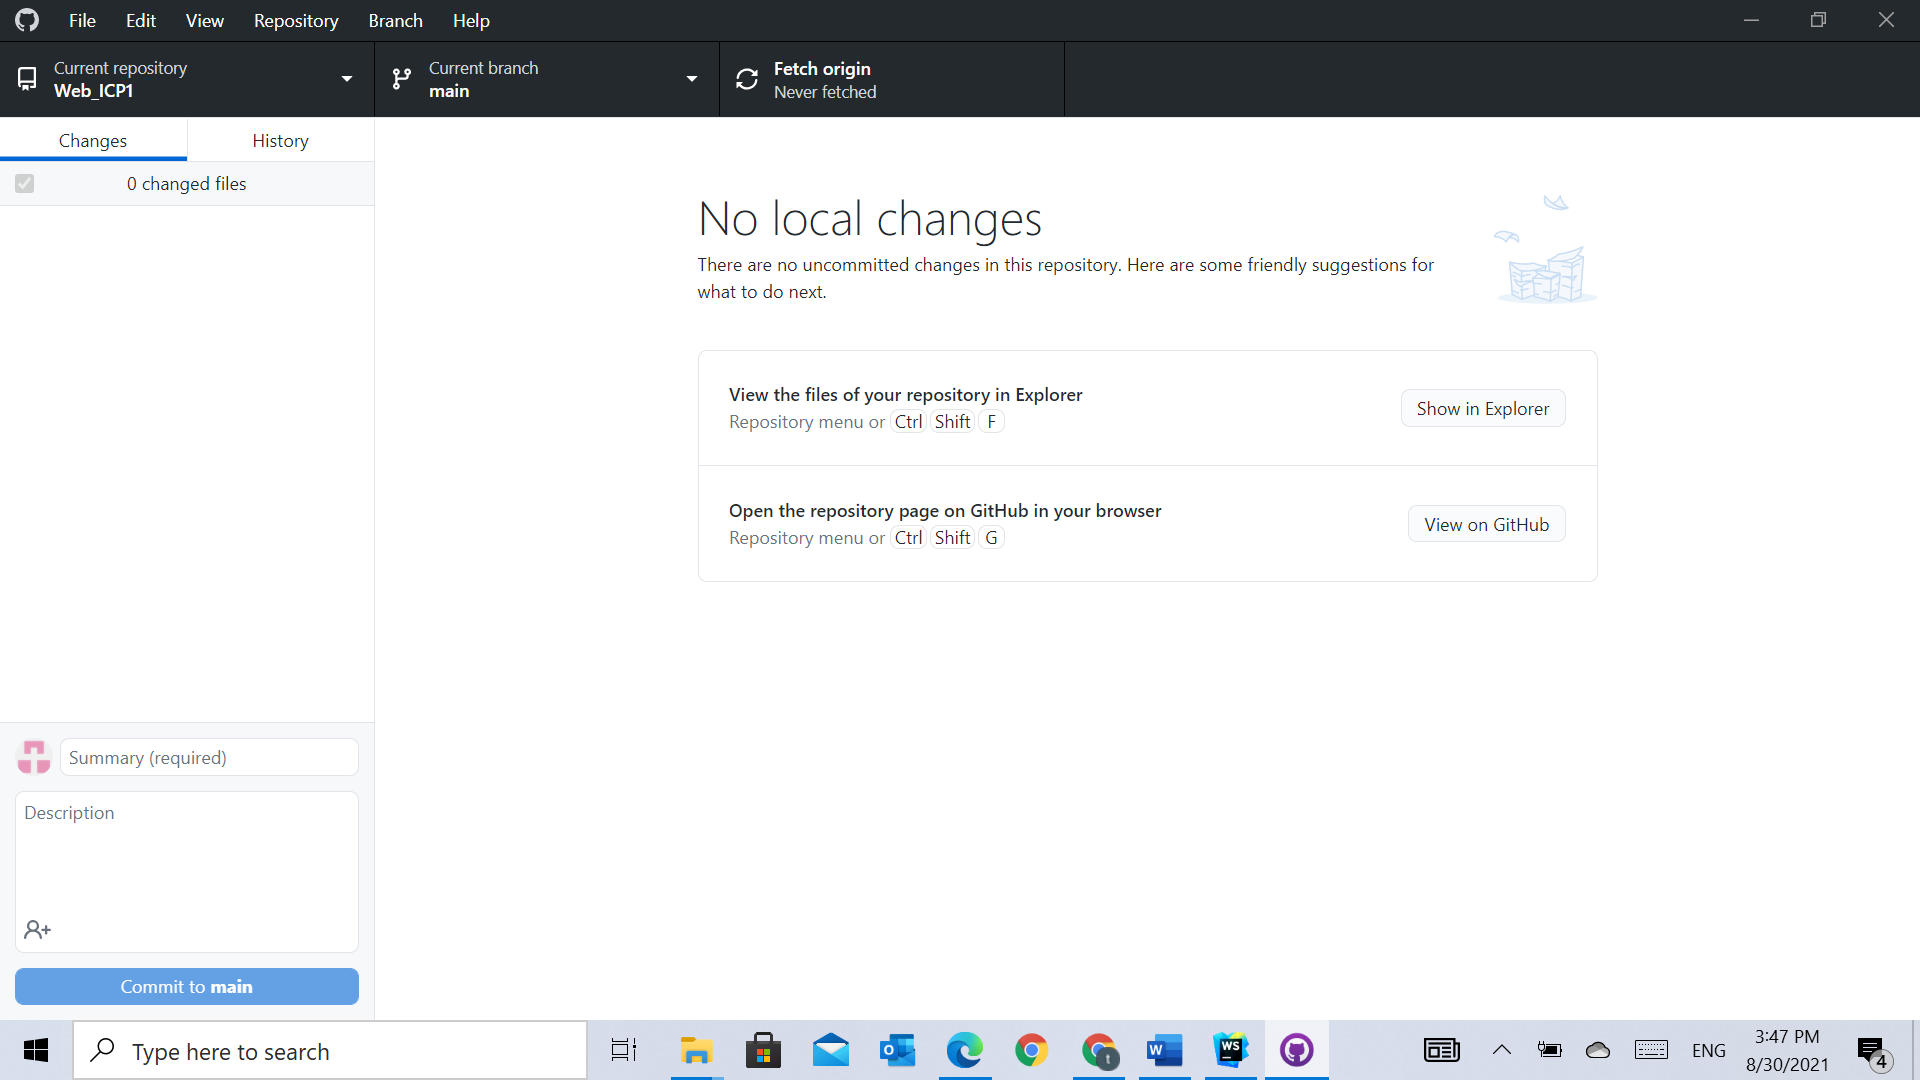 File Edit View Repository Branch Help
Current repository
Web_ICP1
Current branch
main
Fetch origin
Never fetched
Changes
History
0 changed files
No local changes
There are no uncommitted changes in this repository. Here are some friendly suggestions for
what to do next.
View the files of your repository in Explorer
Repository menu or Ctrl Shift F
Show in Explorer
Open the repository page on GitHub in your browser
Repository menu or Ctrl Shift G
View on GitHub
Summary (required)
Description
Commit to main
Type here to search
t
W
WS
ENG
3:47 PM
8/30/2021
4